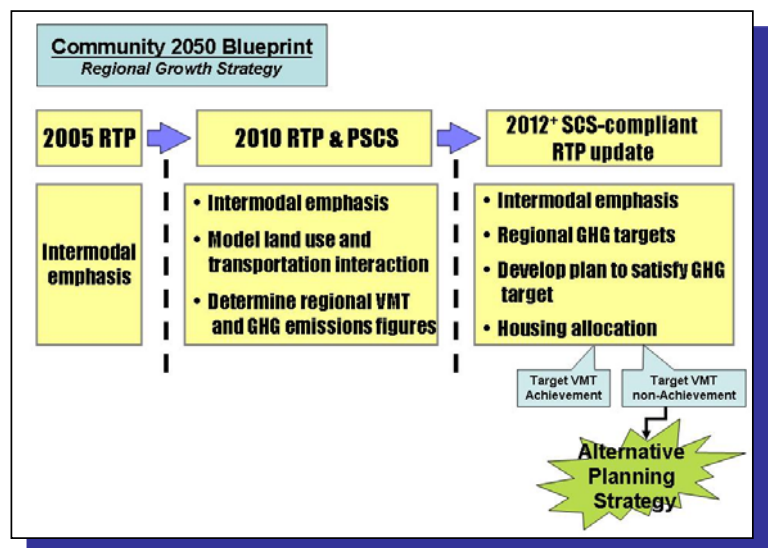 Community 2050 Blueprint
Regional Growth Strategy
2005 RTP
2010 RTP & PSCS
2012+ SCS-compliant
RTP update
Intermodal
emphasis
• Intermodal emphasis
• Model land use and
transportation interaction
• Determine regional VMT
and GHG emissions figures
• Intermodal emphasis
• Regional GHG targets
• Develop plan to satisfy GHG
target
• Housing allocation
Target VMT
Achievement
Target VMT
non-Achievement
Alternative
Planning
Strategy